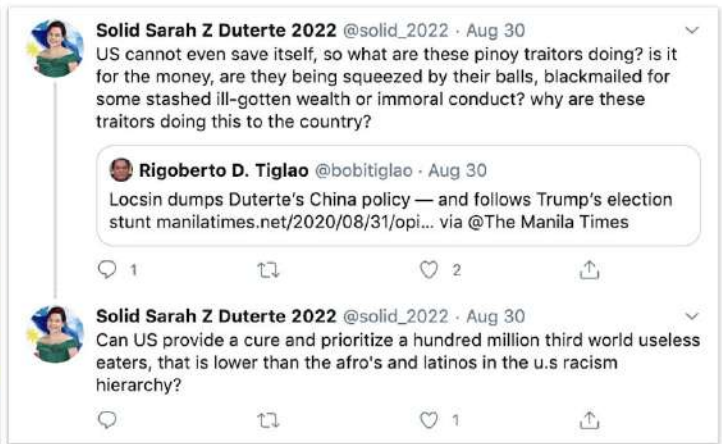 Solid Sarah Z Duterte 2022 @solid_2022 · Aug 30
US cannot even save itself, so what are these pinoy traitors doing? is it
for the money, are they being squeezed by their balls, blackmailed for
some stashed ill-gotten wealth or immoral conduct? why are these
traitors doing this to the country?
Rigoberto D. Tiglao @bobitiglao · Aug 30
Locsin dumps Duterte's China policy — and follows Trump's election
stunt manilatimes.net/2020/08/31/opi... via @The Manila Times
1 2
Solid Sarah Z Duterte 2022 @solid_2022 · Aug 30
Can US provide a cure and prioritize a hundred million third world useless
eaters, that is lower than the afro's and latinos in the u.s racism
hierarchy?
1